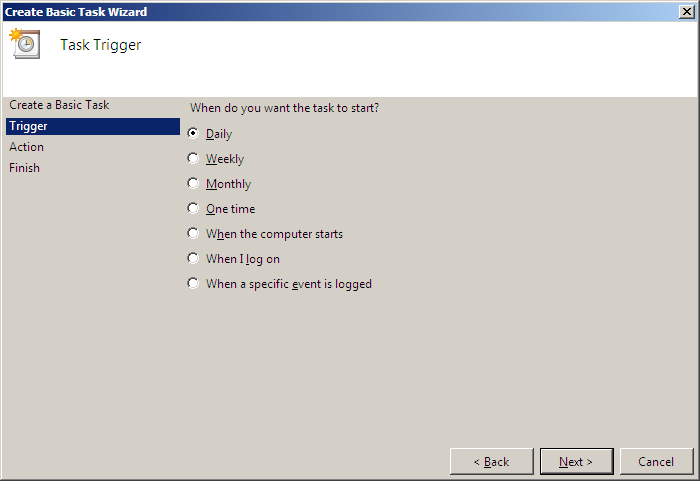 Create Basic Task Wizard
Task Trigger
Create a Basic Task
Trigger
Action
Finish
When do you want the task to start?
Daily
Weekly
Monthly
One time
When the computer starts
When I log on
When a specific event is logged
< Back
Next >
Cancel